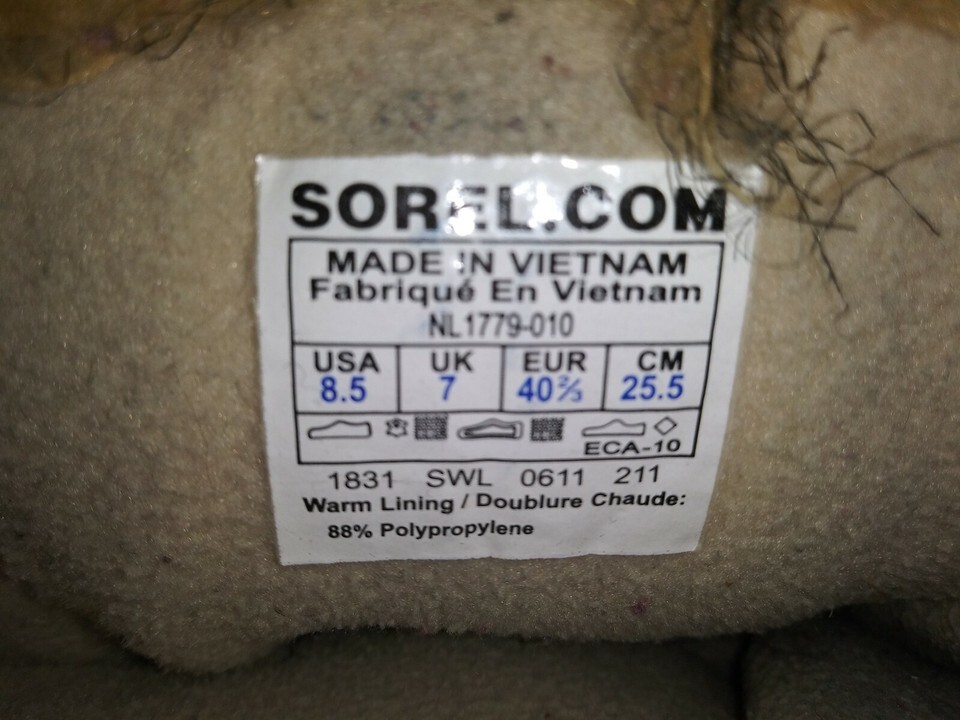 SOREL.COM
MADE IN VIETNAM
Fabriqué En Vietnam
NL1779-010
USA UK EUR CM
8.5 7 40⅔ 25.5
ECA-10
1831 SWL 0611 211
Warm Lining / Doublure Chaude:
88% Polypropylene